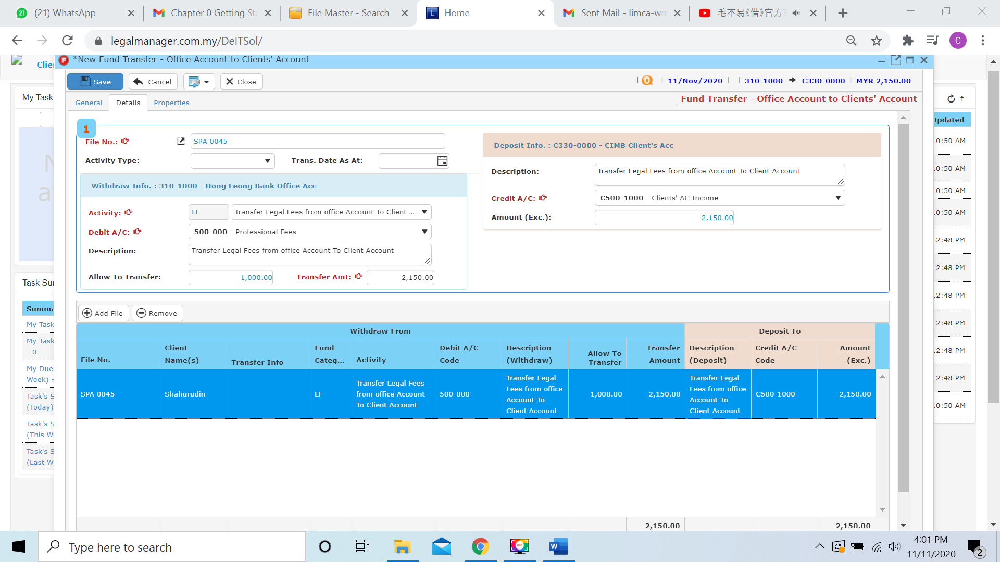 21
(21) WhatsApp
Chapter 0 Getting Sta
File Master - Search
L
Home
Sent Mail - limca-wm
毛不易《借》官方
legalmanager.com.my/DeITSol/
C
Clie
F
*New Fund Transfer - Office Account to Clients' Account
Save
Cancel
Close
Q
11/Nov/2020
310-1000
C330-0000
MYR 2,150.00
General
Details
Properties
Fund Transfer - Office Account to Clients' Account
My Task
Updated
10:50 AM
10:50 AM
10:50 AM
10:50 AM
12:48 PM
12:48 PM
12:48 PM
12:48 PM
12:48 PM
12:48 PM
10:50 AM
1
File No.:
SPA 0045
Activity Type:
Trans. Date As At:
Withdraw Info. : 310-1000 - Hong Leong Bank Office Acc
Activity:
LF
Transfer Legal Fees from office Account To Client ...
Debit A/C:
500-000 - Professional Fees
Description:
Transfer Legal Fees from office Account To Client Account
Allow To Transfer:
1,000.00
Transfer Amt:
2,150.00
Deposit Info. : C330-0000 - CIMB Client's Acc
Description:
Transfer Legal Fees from office Account To Client Account
Credit A/C:
C500-1000 - Clients' AC Income
Amount (Exc.):
2,150.00
Task Sur
Summa
My Task
My Task
- 0
My Due
Week) -
Task's S
(Today)
Task's S
(This W
Task's S
(Last W
Add File
Remove
Withdraw From
Deposit To
File No.
Client
Name(s)
Transfer Info
Fund
Categ...
Activity
Debit A/C
Code
Description
(Withdraw)
Allow To
Transfer
Transfer
Amount
Description
(Deposit)
Credit A/C
Code
Amount
(Exc.)
SPA 0045
Shahurudin
LF
Transfer Legal Fees
from office Account
To Client Account
500-000
Transfer Legal
Fees from office
Account To
Client Account
1,000.00
2,150.00
Transfer Legal
Fees from office
Account To
Client Account
C500-1000
2,150.00
2,150.00
2,150.00
Type here to search
REC
W
4:01 PM
11/11/2020
2